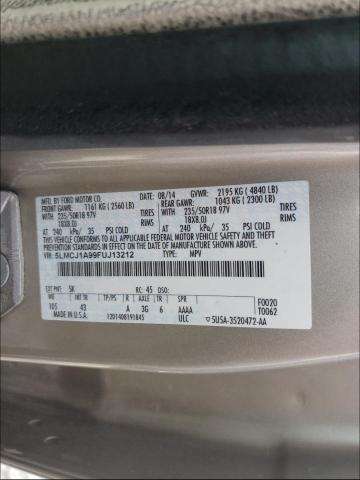 MFD. BY FORD MOTOR CO.
DATE: 08/14 GVWR: 2195 KG ( 4840 LB)
FRONT GAWR: 1161 KG ( 2560 LB) REAR GAWR: 1043 KG ( 2300 LB)
WITH 235/50R18 97V TIRES WITH 235/50R18 97V TIRES
18X8.0J RIMS 18X8.0J RIMS
AT 240 kPa/ 35 PSI COLD AT 240 kPa/ 35 PSI COLD
THIS VEHICLE CONFORMS TO ALL APPLICABLE FEDERAL MOTOR
VEHICLE SAFETY AND THEFT PREVENTION STANDARDS IN EFFECT
ON THE DATE OF MANUFACTURE SHOWN ABOVE.
VIN: 5LMCJ1A99FUJ13212
TYPE: MPV
EXT PNT: SK RC: 45 DSO:
WB INT TR TP/PS R AXLE TR SPR F0020
105 43 A 3G 6 AAAA T0062
MADE IN U.S.A. 1201408191845 ULC ▽ 5U5A-3520472-AA